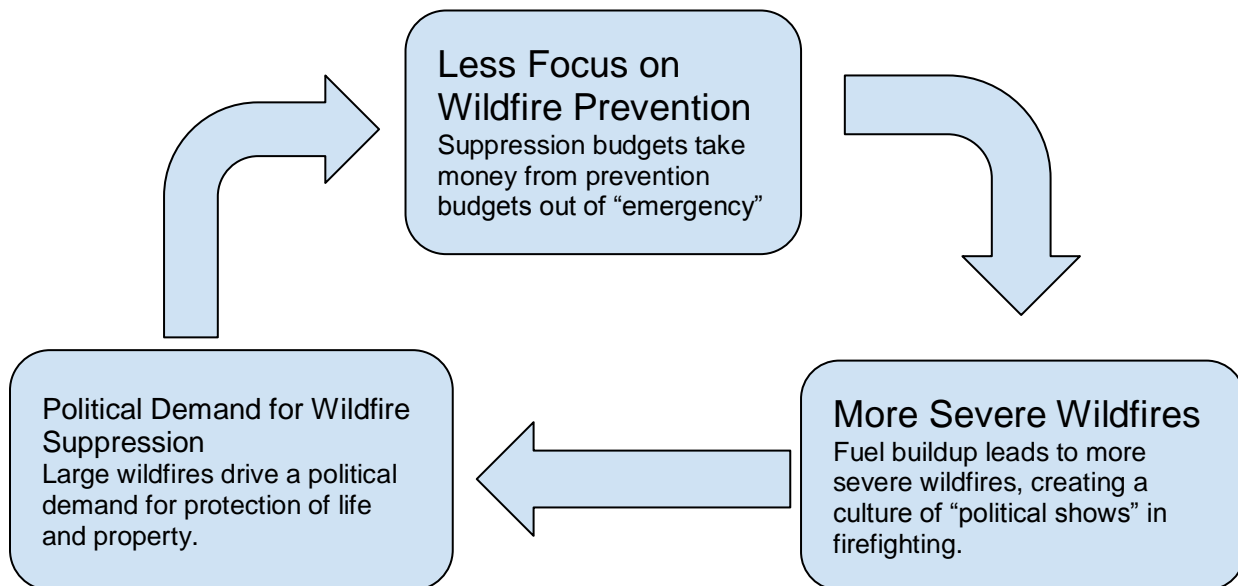 Less Focus on
Wildfire Prevention
Suppression budgets take
money from prevention
budgets out of “emergency”
More Severe Wildfires
Fuel buildup leads to more
severe wildfires, creating a
culture of “political shows” in
firefighting.
Political Demand for Wildfire
Suppression
Large wildfires drive a political
demand for protection of life
and property.